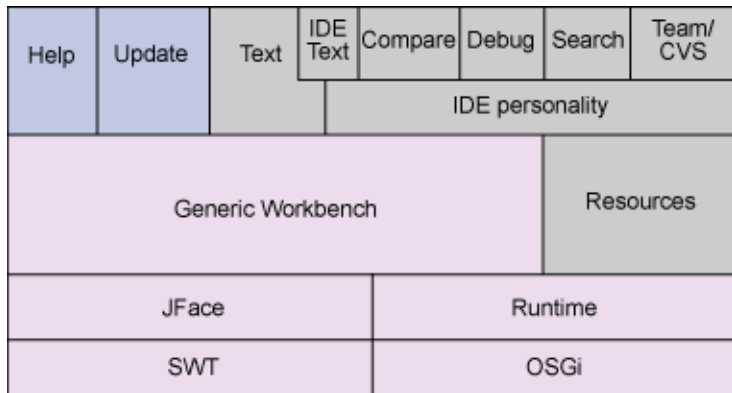 Help
Update
Text
IDE
Text
Compare
Debug
Search
Team/
CVS
IDE personality
Generic Workbench
Resources
JFace
Runtime
SWT
OSGi